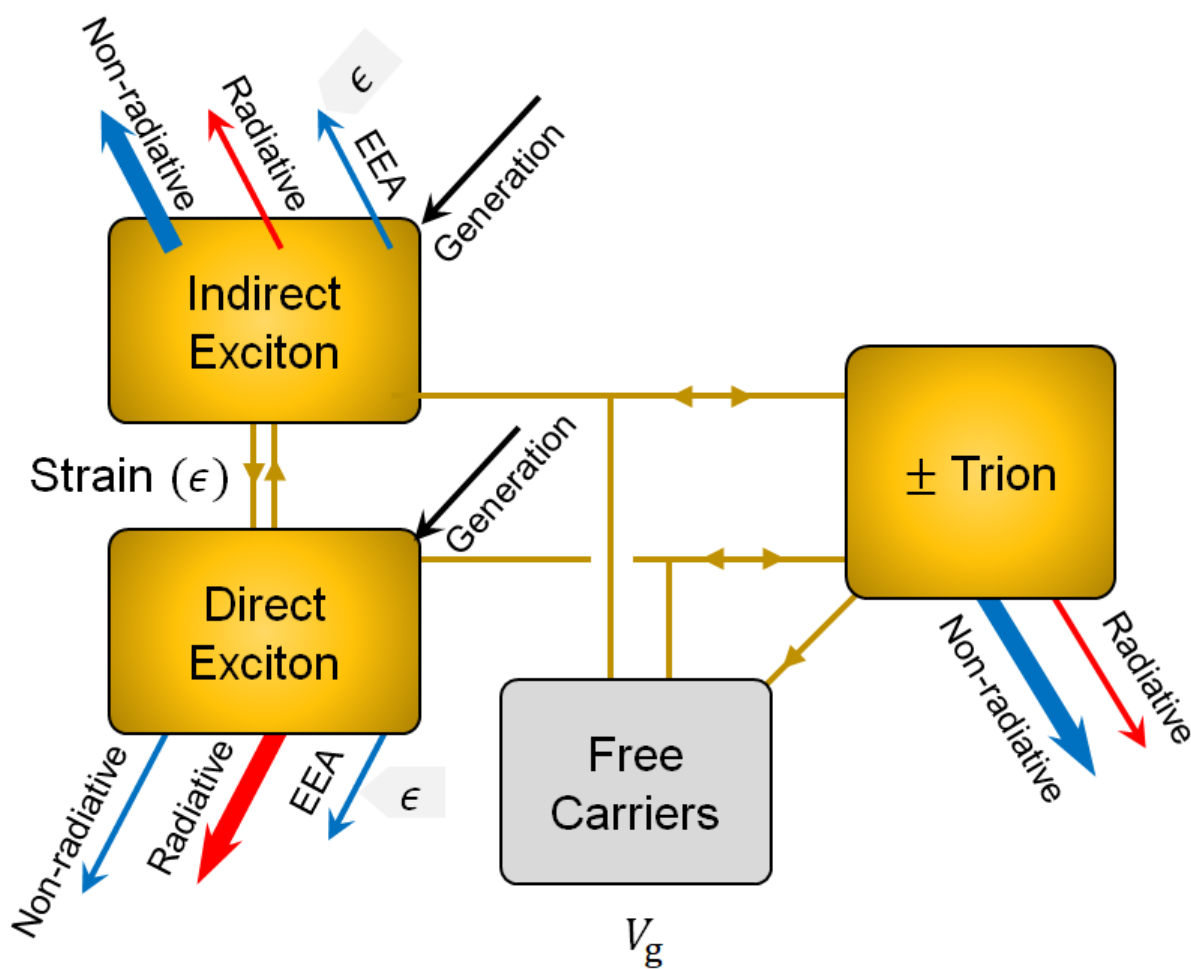 Non-radiative
Radiative
ϵ
EEA
Generation
Indirect
Exciton
Strain (ϵ)
Generation
± Trion
Direct
Exciton
Non-radiative
Radiative
EEA
ϵ
Free
Carriers
Non-radiative
Radiative
Vg